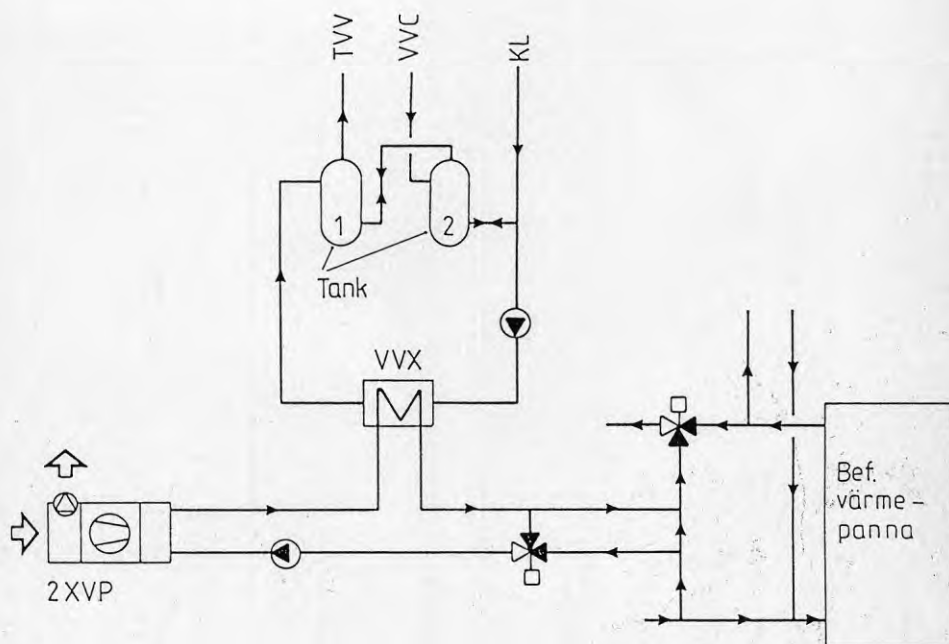 TVV
VVC
KL
1
2
Tank
VVX
Bef.
värme-
panna
2XVP